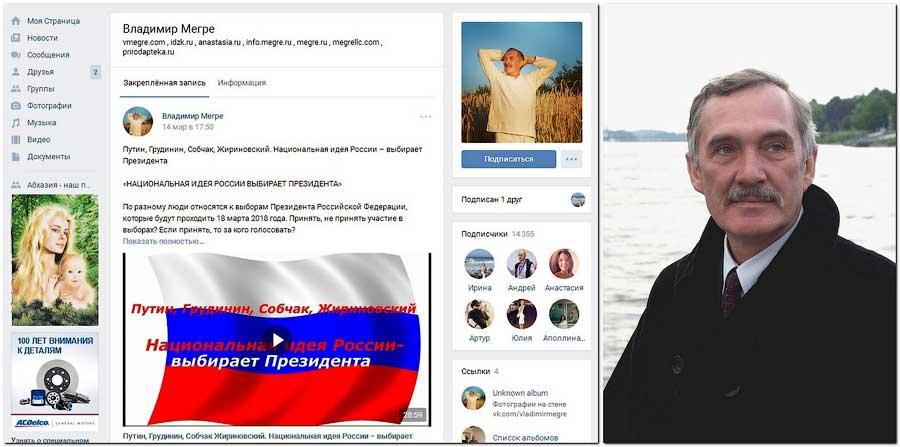 Моя Страница
Новости
Сообщения
Друзья 2
Группы
Фотографии
Музыка
Видео
Документы
Абхазия - наш п..
100 ЛЕТ ВНИМАНИЯ
К ДЕТАЛЯМ
ACDelco. GENERAL MOTORS
Узнать у специальном
Владимир Мегре
vmegre.com , idzk.ru , anastasia.ru , info.megre.ru , megre.ru , megrellc.com ,
prirodapteka.ru
Закреплённая запись Информация
Владимир Мегре
14 мар в 17:50
Путин, Грудинин, Собчак, Жириновский. Национальная идея России – выбирает
Президента
«НАЦИОНАЛЬНАЯ ИДЕЯ РОССИИ ВЫБИРАЕТ ПРЕЗИДЕНТА»
По разному люди относятся к выборам Президента Российской Федерации,
которые будут проходить 18 марта 2018 года. Принять, не принять участие в
выборах? Если принять, то за кого голосовать?
Показать полностью…
Путин, Грудинин, Собчак, Жириновский
Национальная идея России-
выбирает Президента
28:59
Путин, Грудинин, Собчак Жириновский. Национальная идея России – выбирает
Подписаться
Подписан 1 друг
Подписчики 14 355
Ирина Андрей Анастасия
Артур Юлия Аполлина..
Ссылки 4
Unknown album
Фотографии на стене
vk.com/vladimirmegre
Список альбомов